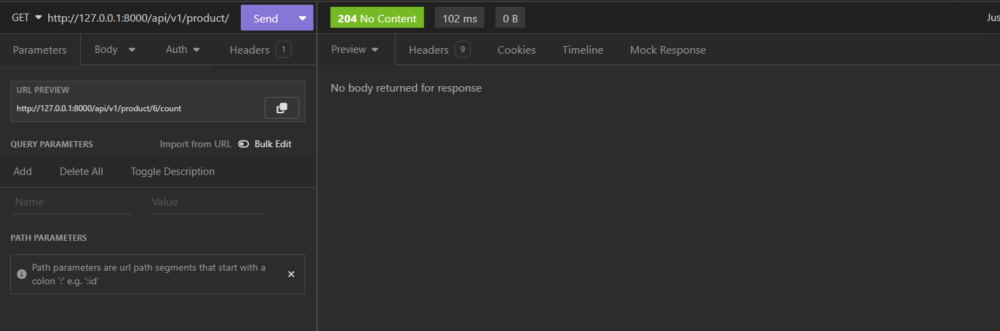 GET http://127.0.0.1:8000/api/v1/product/ Send
204 No Content 102 ms 0 B Jus
Parameters Body Auth Headers 1
Preview Headers 9 Cookies Timeline Mock Response
URL PREVIEW
http://127.0.0.1:8000/api/v1/product/6/count
No body returned for response
QUERY PARAMETERS Import from URL Bulk Edit
Add Delete All Toggle Description
Name Value
PATH PARAMETERS
Path parameters are url path segments that start with a
colon ':' e.g. ':id'